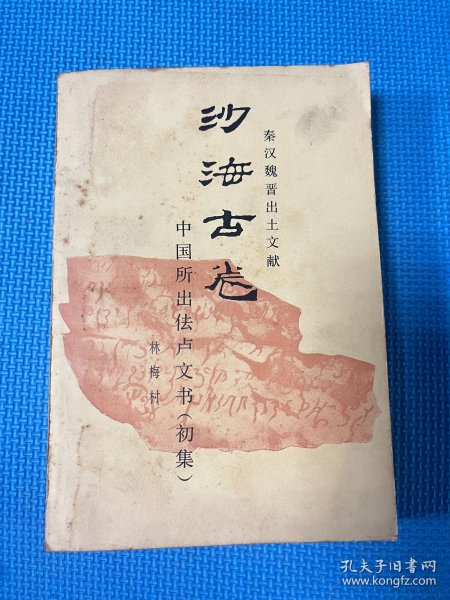 秦汉魏晋出土文献
沙海古卷
中国所出佉卢文书(初集)
林梅村
孔夫子旧书网
www.kongfz.com